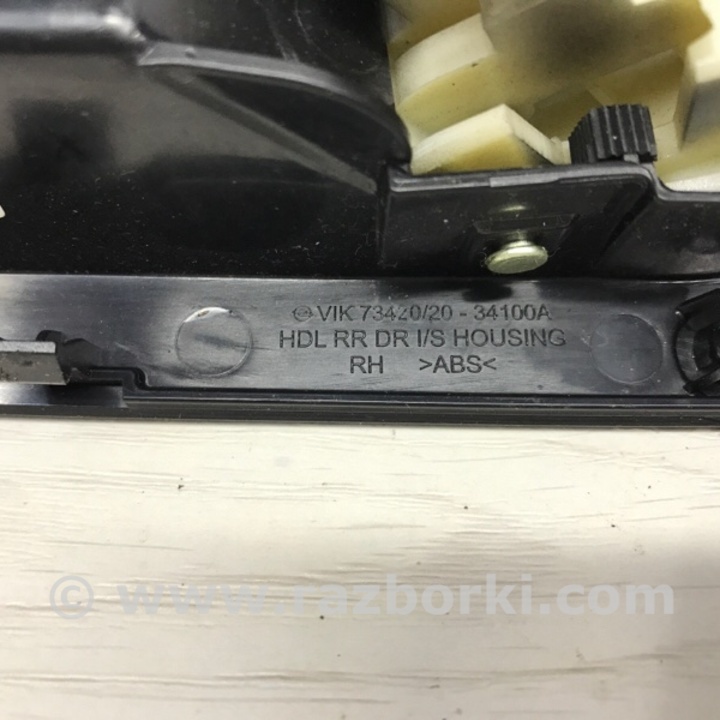 VIK 73420/20 - 34100A
HDL RR DR I/S HOUSING
RH >ABS<
© www.razborki.com